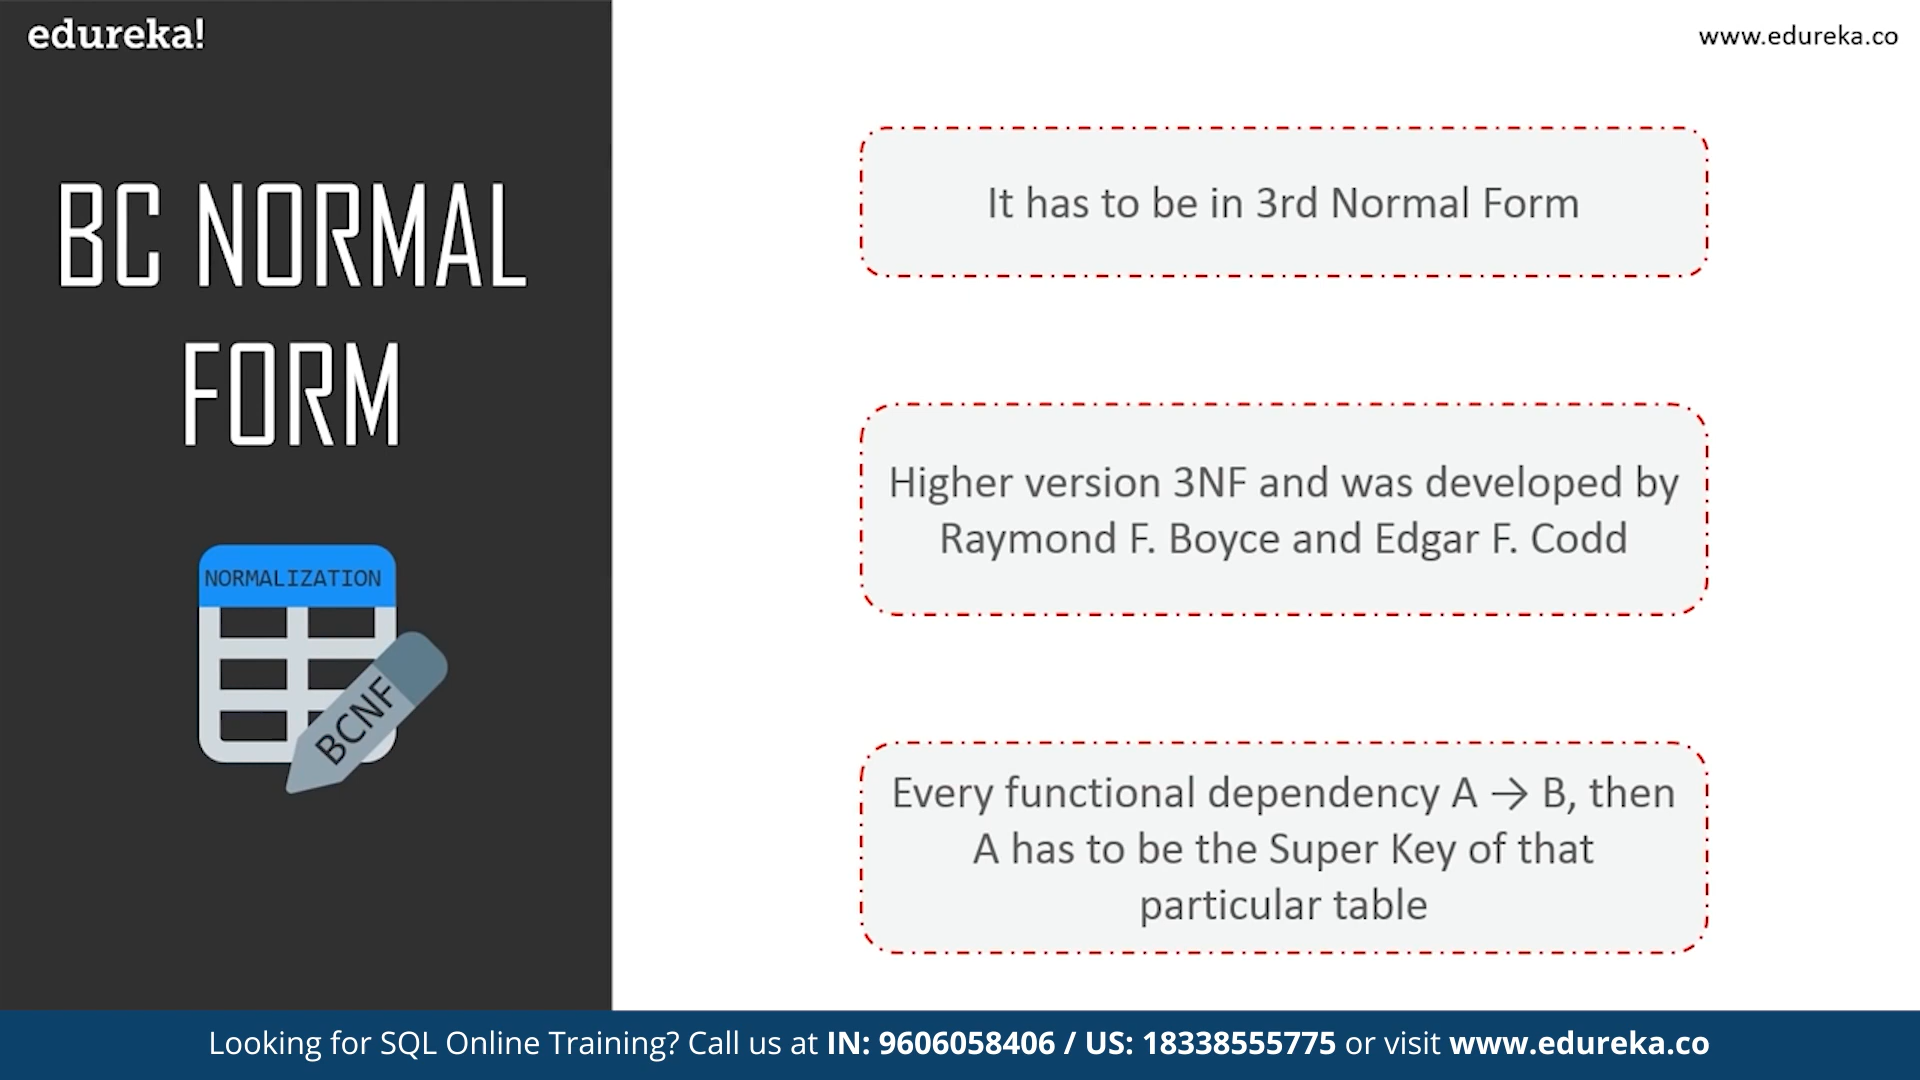 edureka!
www.edureka.co
BC NORMAL
FORM
NORMALIZATION
BCNF
It has to be in 3rd Normal Form
Higher version 3NF and was developed by
Raymond F. Boyce and Edgar F. Codd
Every functional dependency A → B, then
A has to be the Super Key of that
particular table
Looking for SQL Online Training? Call us at IN: 9606058406 / US: 18338555775 or visit www.edureka.co